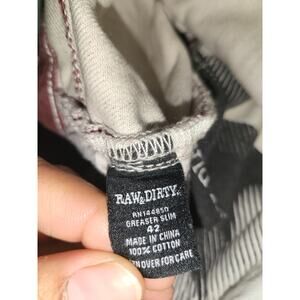 RAW&DIRTY.
RN144850
GREASER SLIM
42
MADE IN CHINA
100% COTTON
OVER FOR CARE